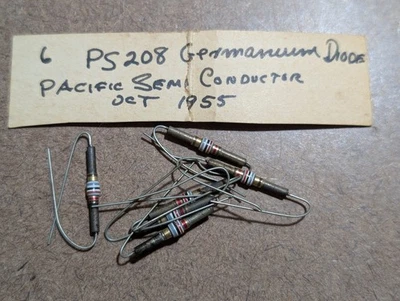 6 PS208 Germanium Diode
PACIFIC SEMI CONDUCTOR
OCT 1955